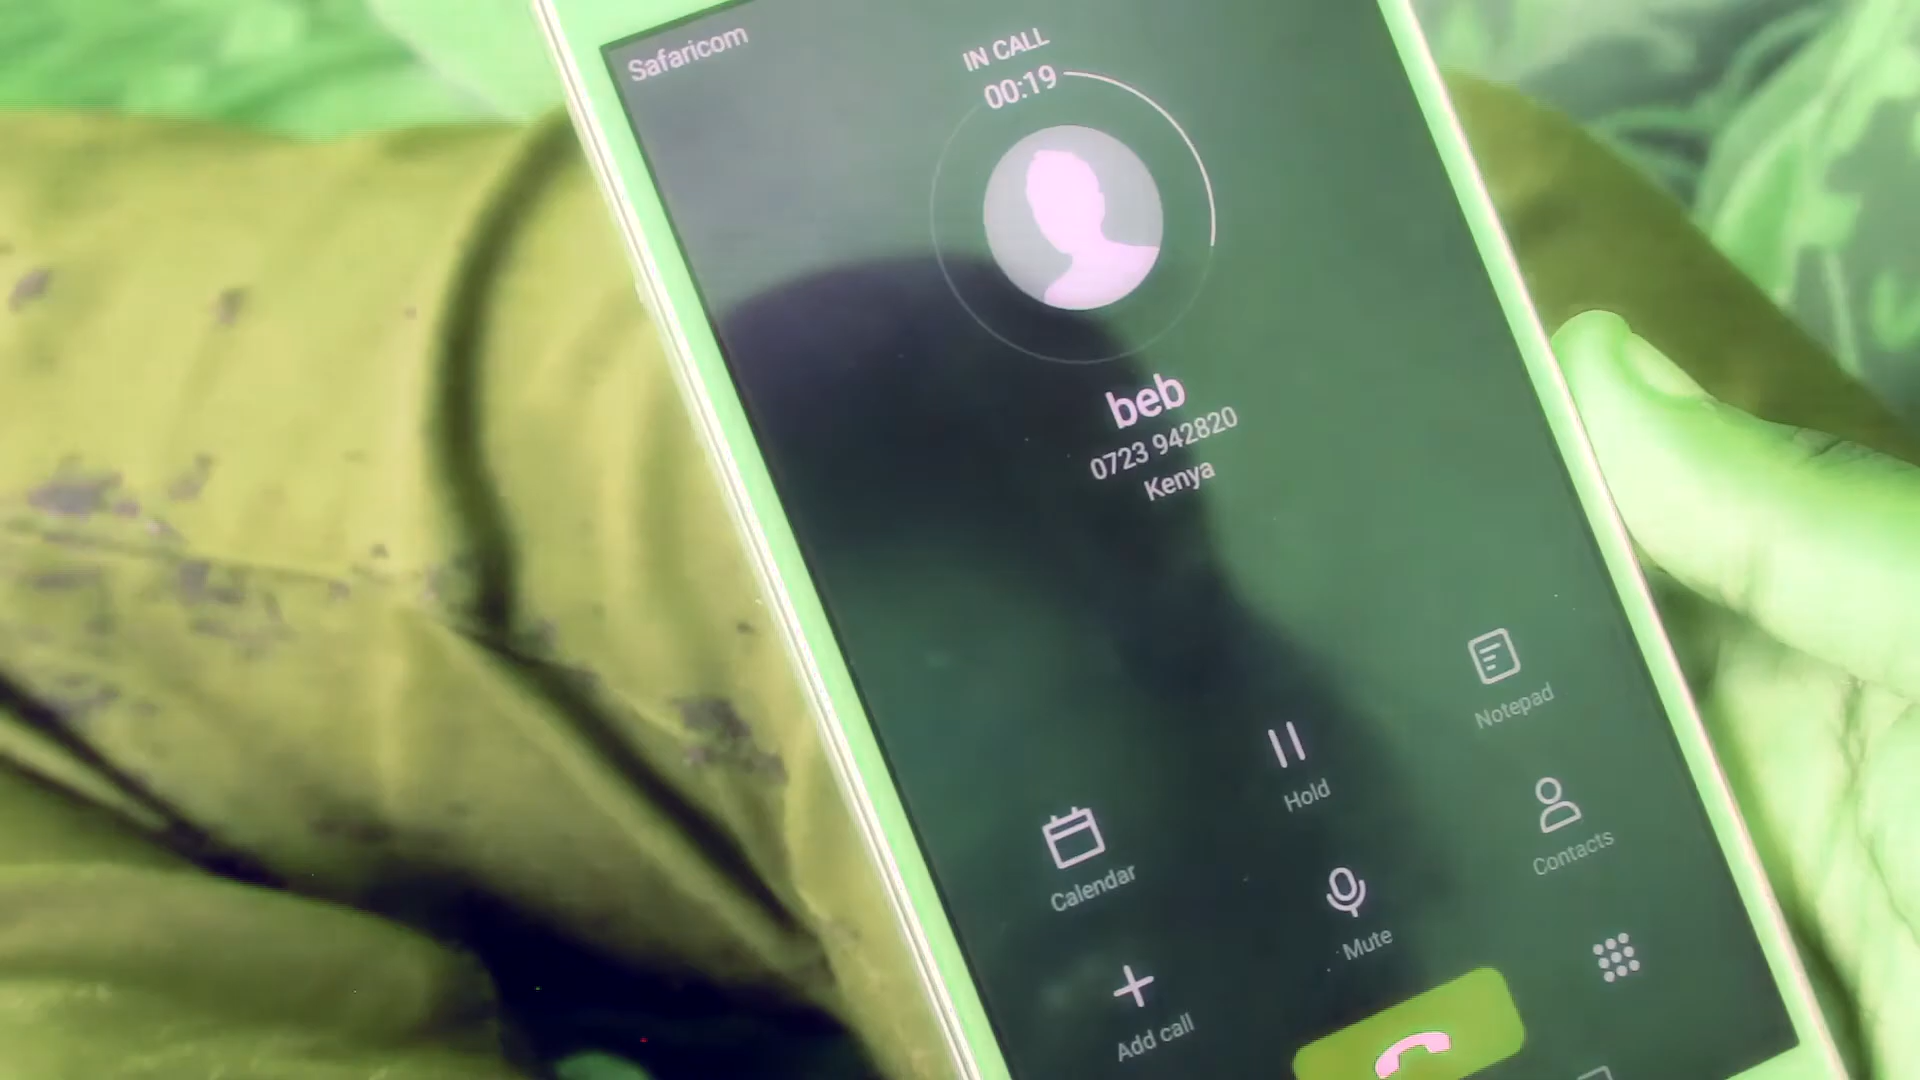 Safaricom
IN CALL
00:19
beb
0723 942820
Kenya
Notepad
Hold
Calendar
Contacts
Mute
Add call